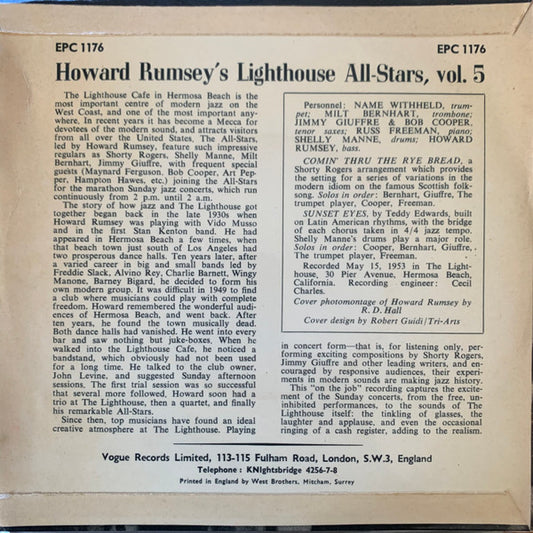 EPC 1176
EPC 1176
Howard Rumsey's Lighthouse All-Stars, vol. 5
The Lighthouse Cafe in Hermosa Beach is the
most important centre of modern jazz on the
West Coast, and one of the most important any-
where. In recent years it has become a Mecca for
devotees of the modern sound, and attracts visitors
from all over the United States. The All-Stars,
led by Howard Rumsey, feature such impressive
regulars as Shorty Rogers, Shelly Manne, Milt
Bernhart, Jimmy Giuffre, with frequent special
guests (Maynard Ferguson, Bob Cooper, Art Pep-
per, Hampton Hawes, etc.) joining the All-Stars
for the marathon Sunday jazz concerts, which run
continuously from 2 p.m. until 2 a.m.
The story of how jazz and The Lighthouse got
together began back in the late 1930s when
Howard Rumsey was playing with Vido Musso
and in the first Stan Kenton band. He had
appeared in Hermosa Beach a few times, when
that beach town just south of Los Angeles had
two prosperous dance halls. Ten years later, after
a varied career in big and small bands led by
Freddie Slack, Alvino Rey, Charlie Barnett, Wingy
Manone, Barney Bigard, he decided to form his
own modern group. It was difficult in 1949 to find
a club where musicians could play with complete
freedom. Howard remembered the wonderful audi-
ences of Hermosa Beach, and went back. After
ten years, he found the town musically dead.
Both dance halls had vanished. He went into every
bar and saw nothing but juke-boxes. When he
walked into the Lighthouse Cafe, he noticed a
bandstand, which obviously had not been used
for a long time. He talked to the club owner,
John Levine, and suggested Sunday afternoon
sessions. The first trial session was so successful
that several more followed. Howard soon had a
trio at The Lighthouse, then a quartet, and finally
his remarkable All-Stars.
Since then, top musicians have found an ideal
creative atmosphere at The Lighthouse. Playing
Personnel: NAME WITHHELD, trum-
pet; MILT BERNHART, trombone;
JIMMY GIUFFRE & BOB COOPER,
tenor saxes; RUSS FREEMAN, piano;
SHELLY MANNE, drums; HOWARD
RUMSEY, bass.
COMIN' THRU THE RYE BREAD, a
Shorty Rogers arrangement which provides
the setting for a series of variations in the
modern idiom on the famous Scottish folk-
song. Solos in order: Bernhart, Giuffre, The
trumpet player, Cooper, Freeman.
SUNSET EYES, by Teddy Edwards, built
on Latin American rhythms, with the bridge
of each chorus taken in 4/4 jazz tempo.
Shelly Manne's drums play a major role.
Solos in order: Cooper, Bernhart, Giuffre, .
The trumpet player, Freeman.
Recorded May 15, 1953 in The Light-
house, 30 Pier Avenue, Hermosa Beach,
California. Recording engineer: Cecil
Charles.
Cover photomontage of Howard Rumsey by
R. D. Hall
Cover design by Robert Guidi/Tri-Arts
in concert form—that is, for listening only, per-
forming exciting compositions by Shorty Rogers,
Jimmy Giuffre and other leading writers, and en-
couraged by responsive audiences, their experi-
ments in modern sounds are making jazz history.
This "on the job" recording captures the excite-
ment of the Sunday concerts, from the free, un-
inhibited performances, to the sounds of The
Lighthouse itself: the tinkling of glasses, the
laughter and applause, and even the occasional
ringing of a cash register, adding to the realism.
Vogue Records Limited, 113-115 Fulham Road, London, S.W.3, England
Telephone: KNIghtsbridge 4256-7-8
Printed in England by West Brothers, Mitcham, Surrey